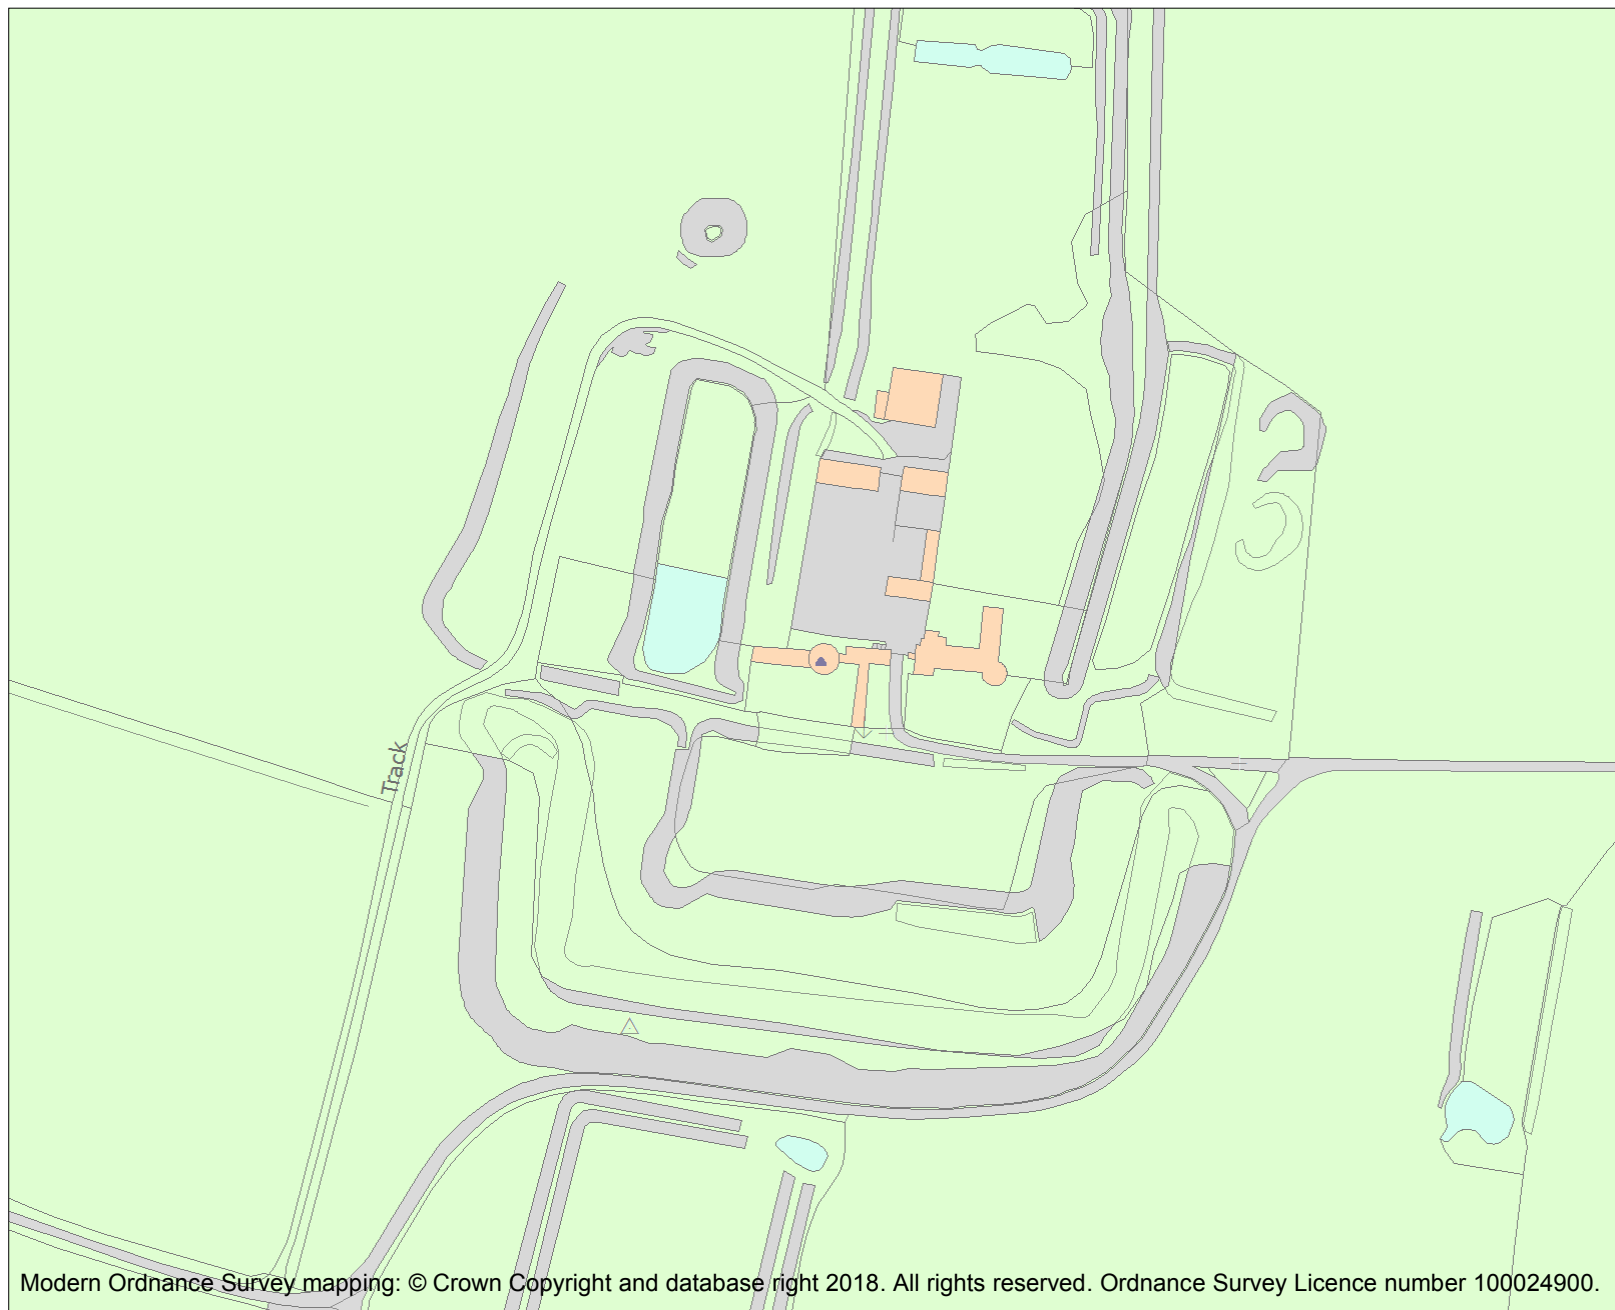 Track
Modern Ordnance Survey mapping: © Crown Copyright and database right 2018. All rights reserved. Ordnance Survey Licence number 100024900.